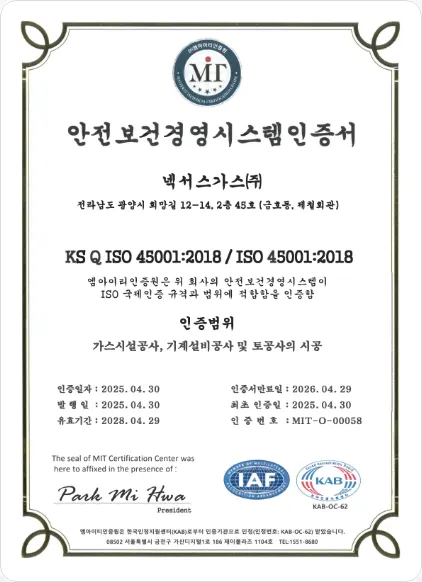 ㈜엠아이티인증원
MIT
안전보건경영시스템인증서
넥서스가스㈜
전라남도 광양시 희망길 12-14, 2층 45호 (금호동, 제철회관)
KS Q ISO 45001:2018 / ISO 45001:2018
엠아이티인증원은 위 회사의 안전보건경영시스템이
ISO 국제인증 규격과 범위에 적합함을 인증함
인증범위
가스시설공사, 기계설비공사 및 토공사의 시공
인증일자 : 2025.04.30
인증서만료일 : 2026.04.29
발 행 일 : 2025.04.30
최초 인증일 : 2025.04.30
유효기간 : 2028.04.29
인 증 번 호 : MIT-O-00058
The seal of MIT Certification Center was
here to affixed in the presence of :
Park Mi Hwa
President
IAF
KAB
KAB-OC-62
엠아이티인증원은 한국인정지원센터(KAB)로부터 인증기관으로 인정(인정번호: KAB-OC-62) 받았습니다.
08502 서울특별시 금천구 가산디지털1로 186 제이플라츠 1104호 TEL:1551-8680